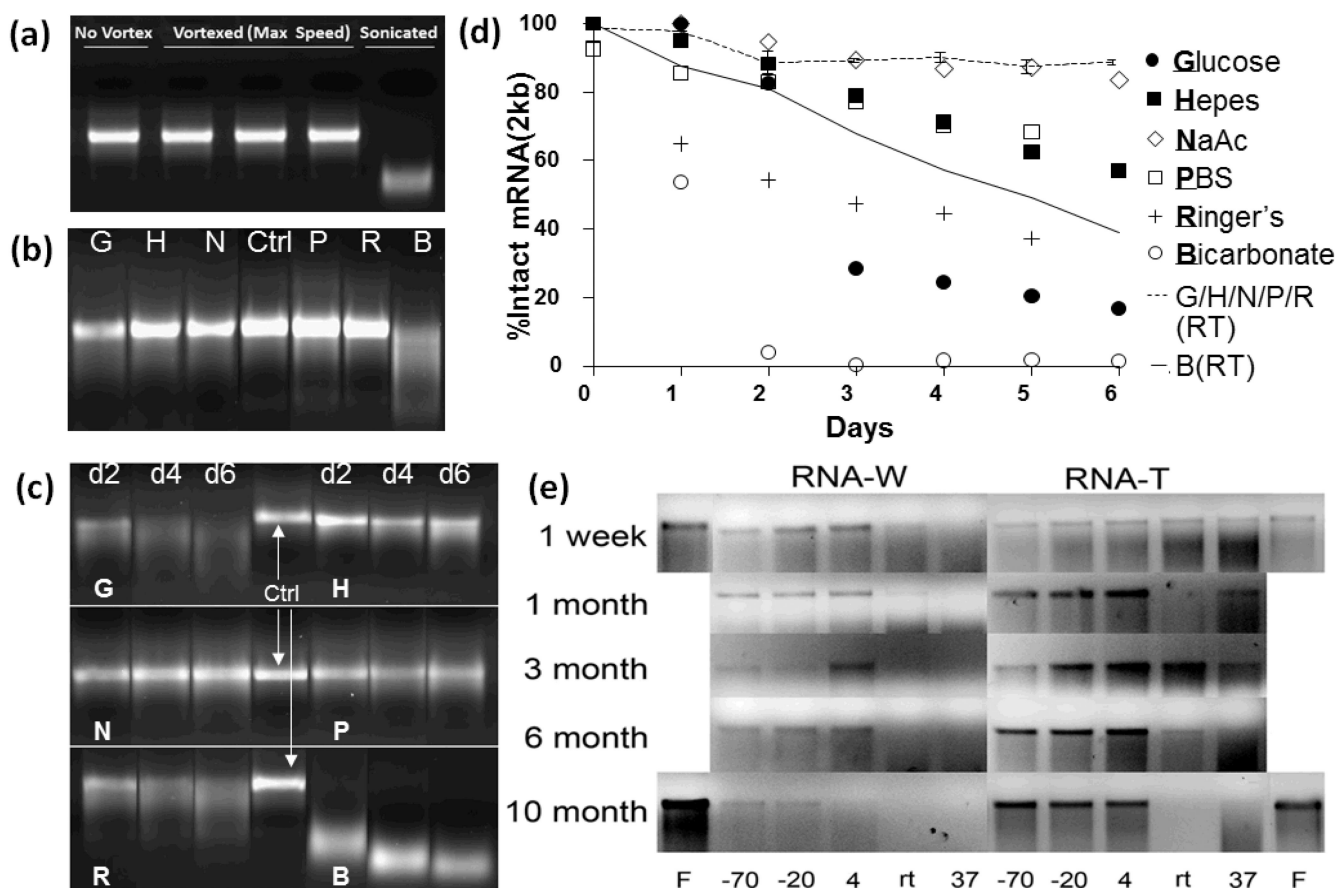 (a)
No Vortex Vortexed (Max Speed) Sonicated
(b)
G H N Ctrl P R B
(c)
d2 d4 d6 d2 d4 d6
G Ctrl H
N P
R B
(d)
%Intact mRNA(2kb)
100
80
60
40
20
0
0 1 2 3 4 5 6
Days
Glucose
Hepes
NaAc
PBS
Ringer's
Bicarbonate
G/H/N/P/R
(RT)
B(RT)
(e)
RNA-W RNA-T
1 week
1 month
3 month
6 month
10 month
F -70 -20 4 rt 37 -70 -20 4 rt 37 F